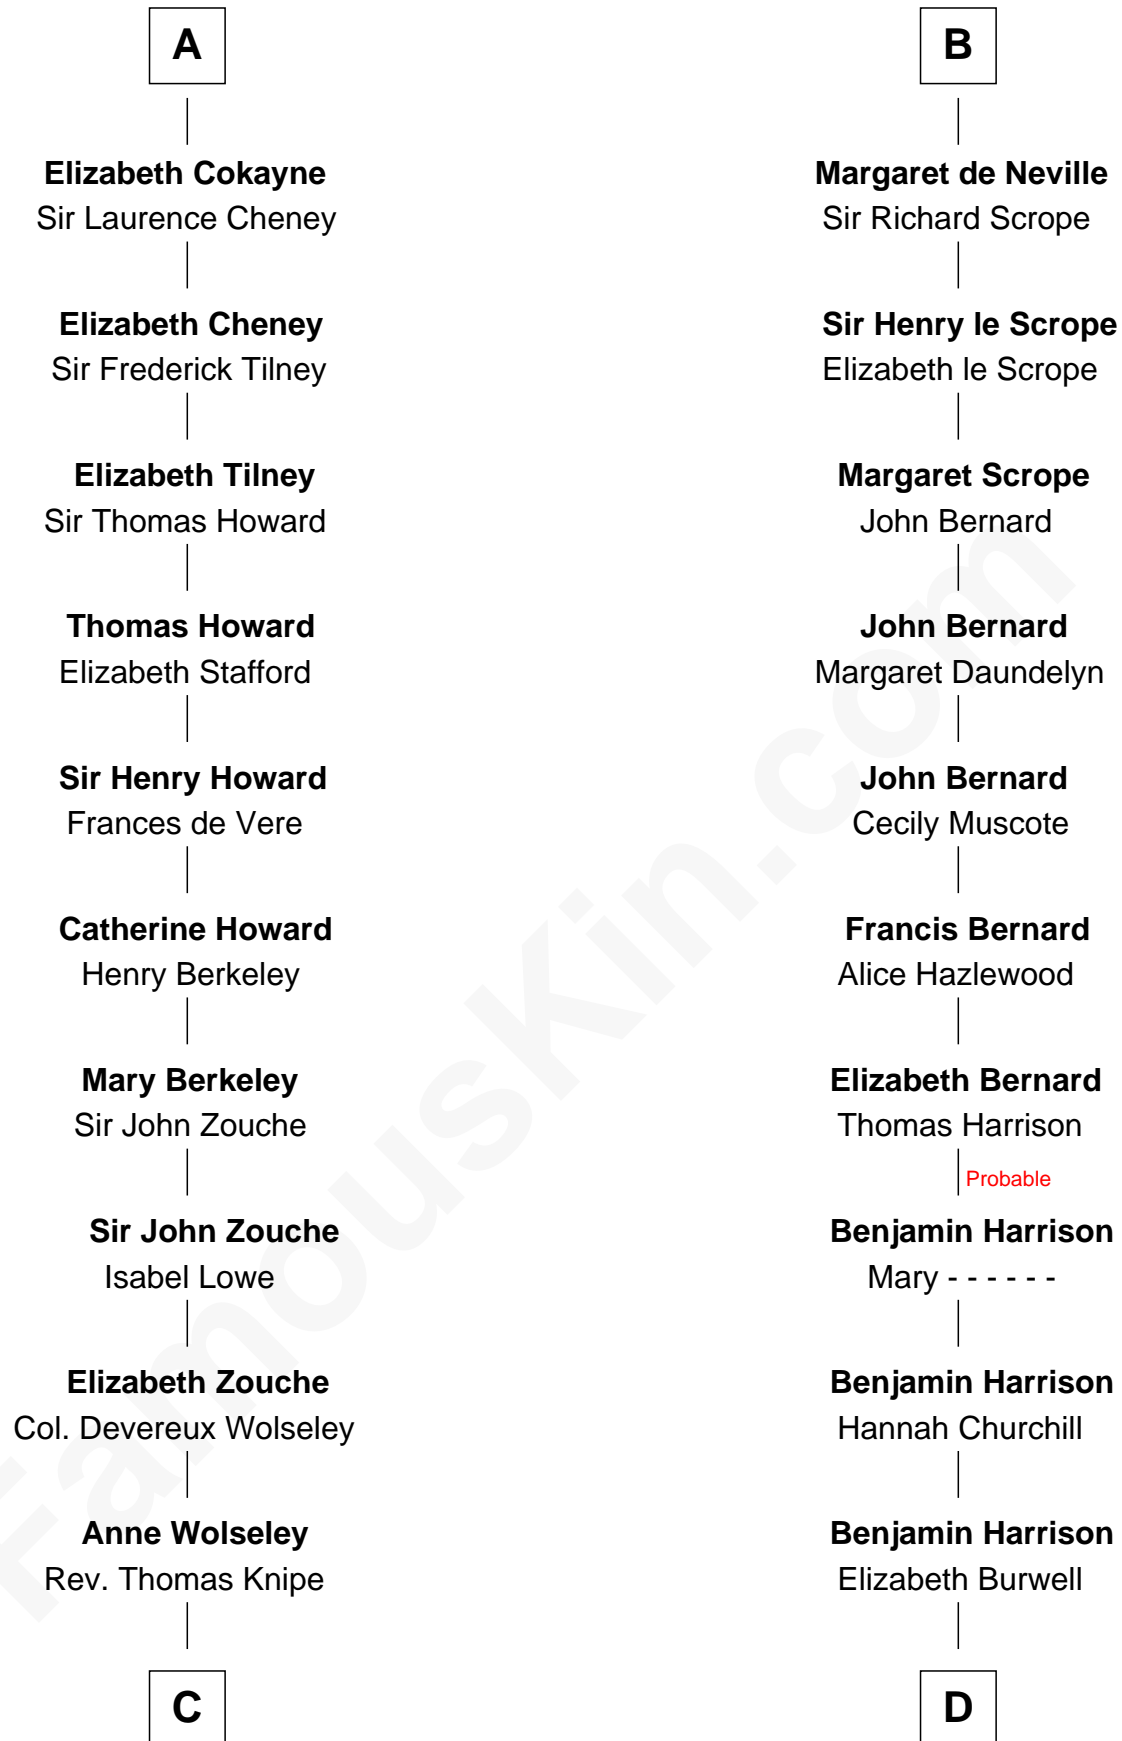 A
Elizabeth Cokayne
Sir Laurence Cheney
Elizabeth Cheney
Sir Frederick Tilney
Elizabeth Tilney
Sir Thomas Howard
Thomas Howard
Elizabeth Stafford
Sir Henry Howard
Frances de Vere
Catherine Howard
Henry Berkeley
Mary Berkeley
Sir John Zouche
Sir John Zouche
Isabel Lowe
Elizabeth Zouche
Col. Devereux Wolseley
Anne Wolseley
Rev. Thomas Knipe
C
B
Margaret de Neville
Sir Richard Scrope
Sir Henry le Scrope
Elizabeth le Scrope
Margaret Scrope
John Bernard
John Bernard
Margaret Daundelyn
John Bernard
Cecily Muscote
Francis Bernard
Alice Hazlewood
Elizabeth Bernard
Thomas Harrison
Probable
Benjamin Harrison
Mary - - - - - -
Benjamin Harrison
Hannah Churchill
Benjamin Harrison
Elizabeth Burwell
D
FamousKin.com